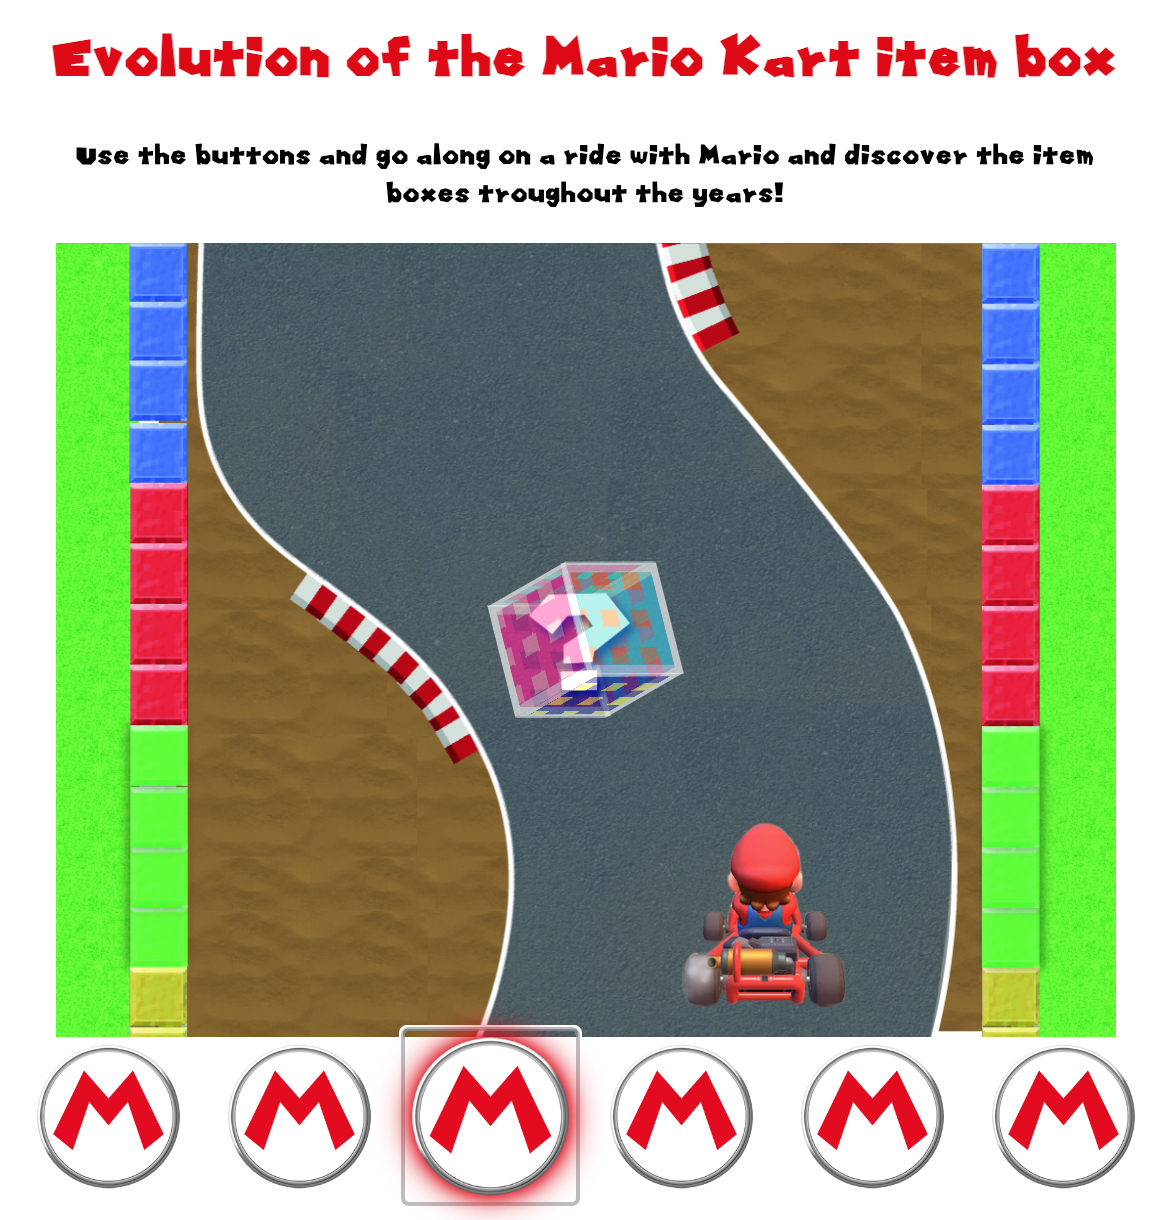 Evolution of the Mario Kart item box
Use the buttons and go along on a ride with Mario and discover the item
boxes troughout the years!
?
M M M M M M